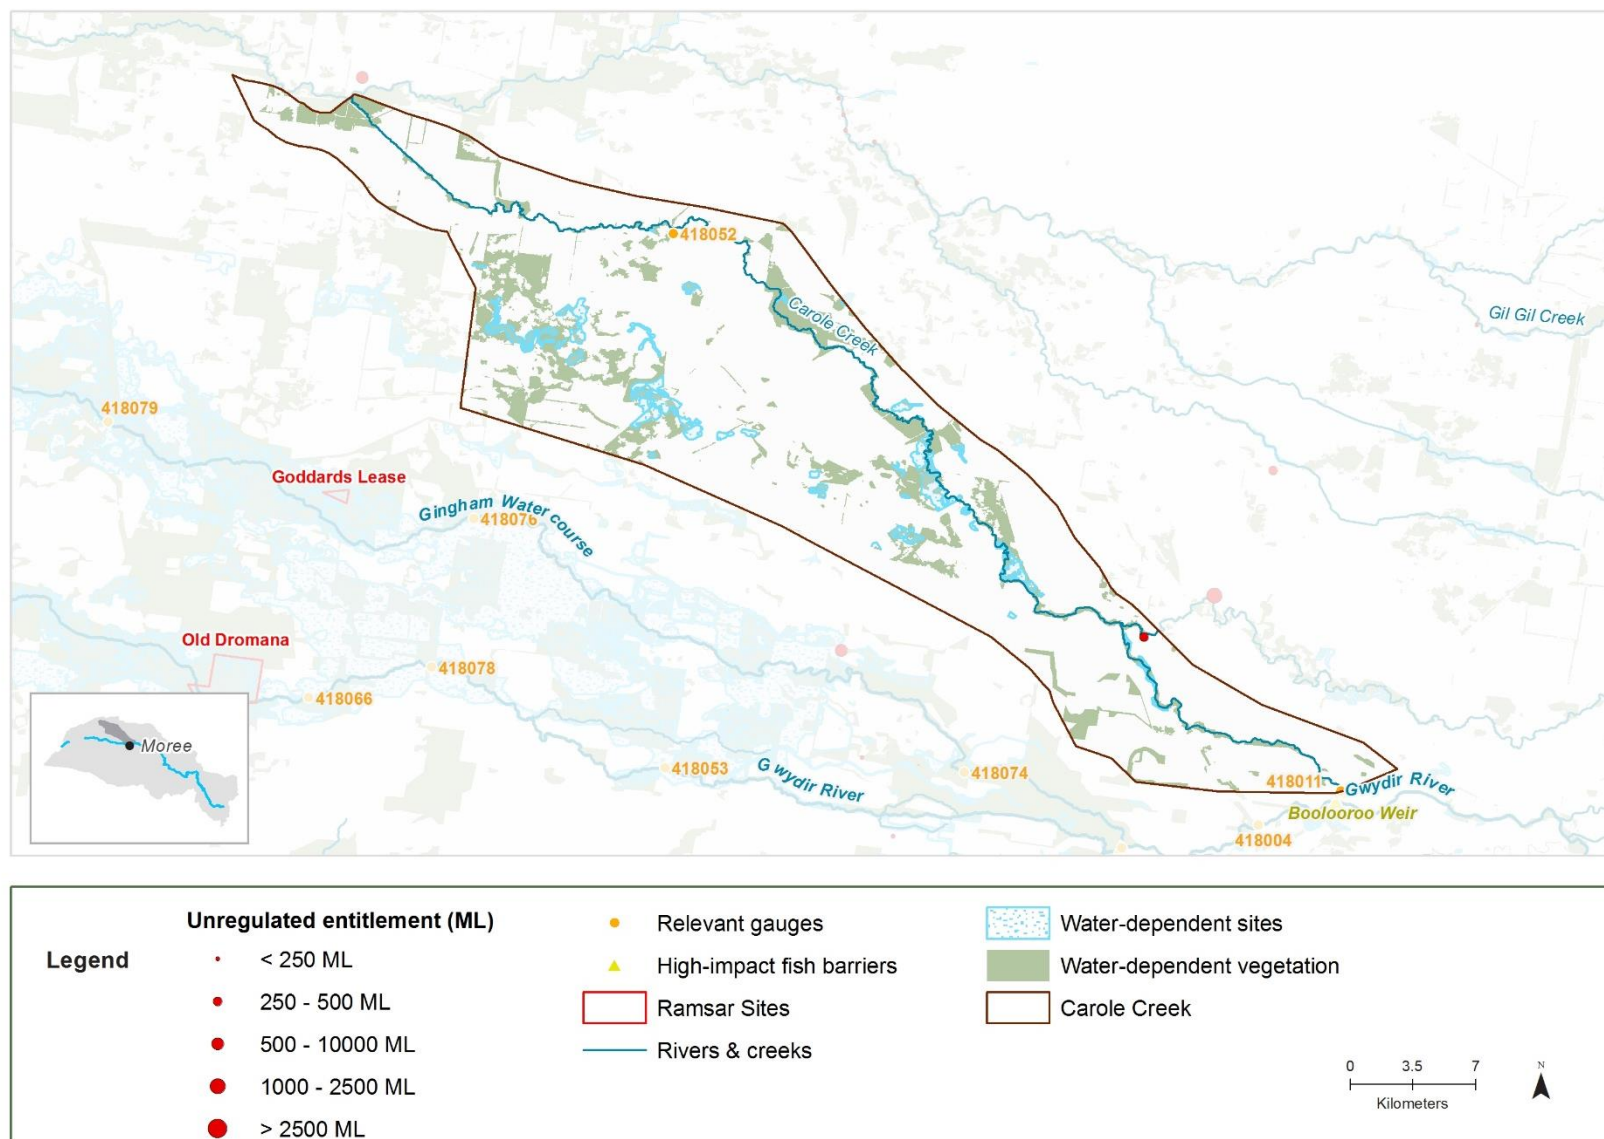 418052
Carole Creek
Gil Gil Creek
418079
Goddards Lease
Gingham Watercourse
418076
Old Dromana
418078
418066
Moree
418053
Gwydir River
418074
418011
Gwydir River
Boolooroo Weir
418004
Legend
Unregulated entitlement (ML)
< 250 ML
250 - 500 ML
500 - 10000 ML
1000 - 2500 ML
> 2500 ML
Relevant gauges
High-impact fish barriers
Ramsar Sites
Rivers & creeks
Water-dependent sites
Water-dependent vegetation
Carole Creek
0 3.5 7
Kilometers
N